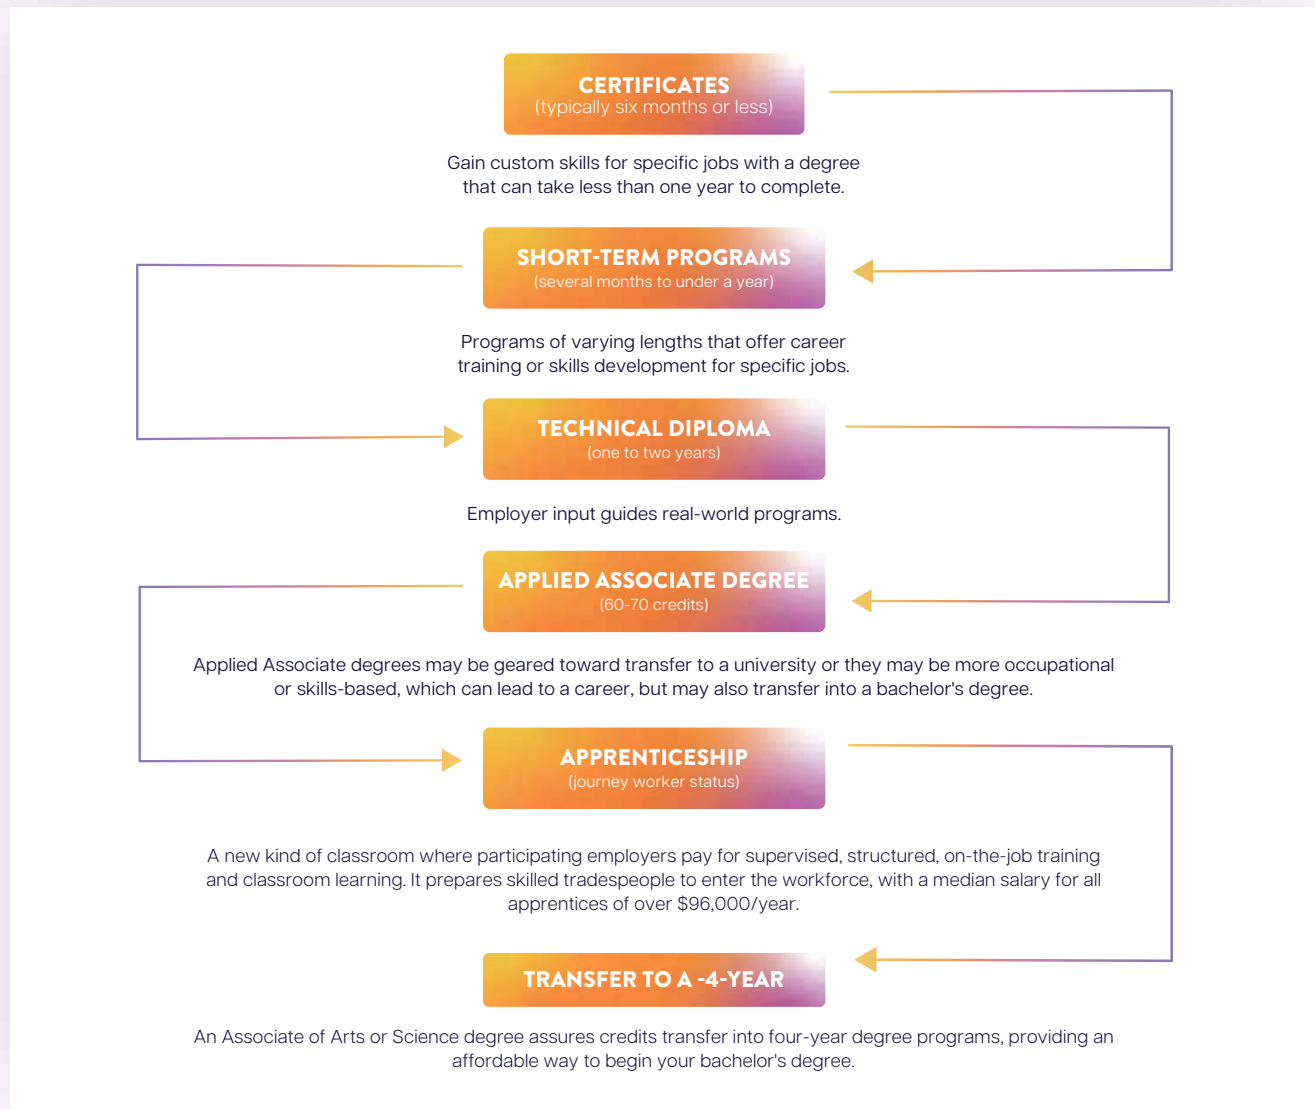 CERTIFICATES
(typically six months or less)
Gain custom skills for specific jobs with a degree
that can take less than one year to complete.
SHORT-TERM PROGRAMS
(several months to under a year)
Programs of varying lengths that offer career
training or skills development for specific jobs.
TECHNICAL DIPLOMA
(one to two years)
Employer input guides real-world programs.
APPLIED ASSOCIATE DEGREE
(60-70 credits)
Applied Associate degrees may be geared toward transfer to a university or they may be more occupational
or skills-based, which can lead to a career, but may also transfer into a bachelor's degree.
APPRENTICESHIP
(journey worker status)
A new kind of classroom where participating employers pay for supervised, structured, on-the-job training
and classroom learning. It prepares skilled tradespeople to enter the workforce, with a median salary for all
apprentices of over $96,000/year.
TRANSFER TO A -4-YEAR
An Associate of Arts or Science degree assures credits transfer into four-year degree programs, providing an
affordable way to begin your bachelor's degree.